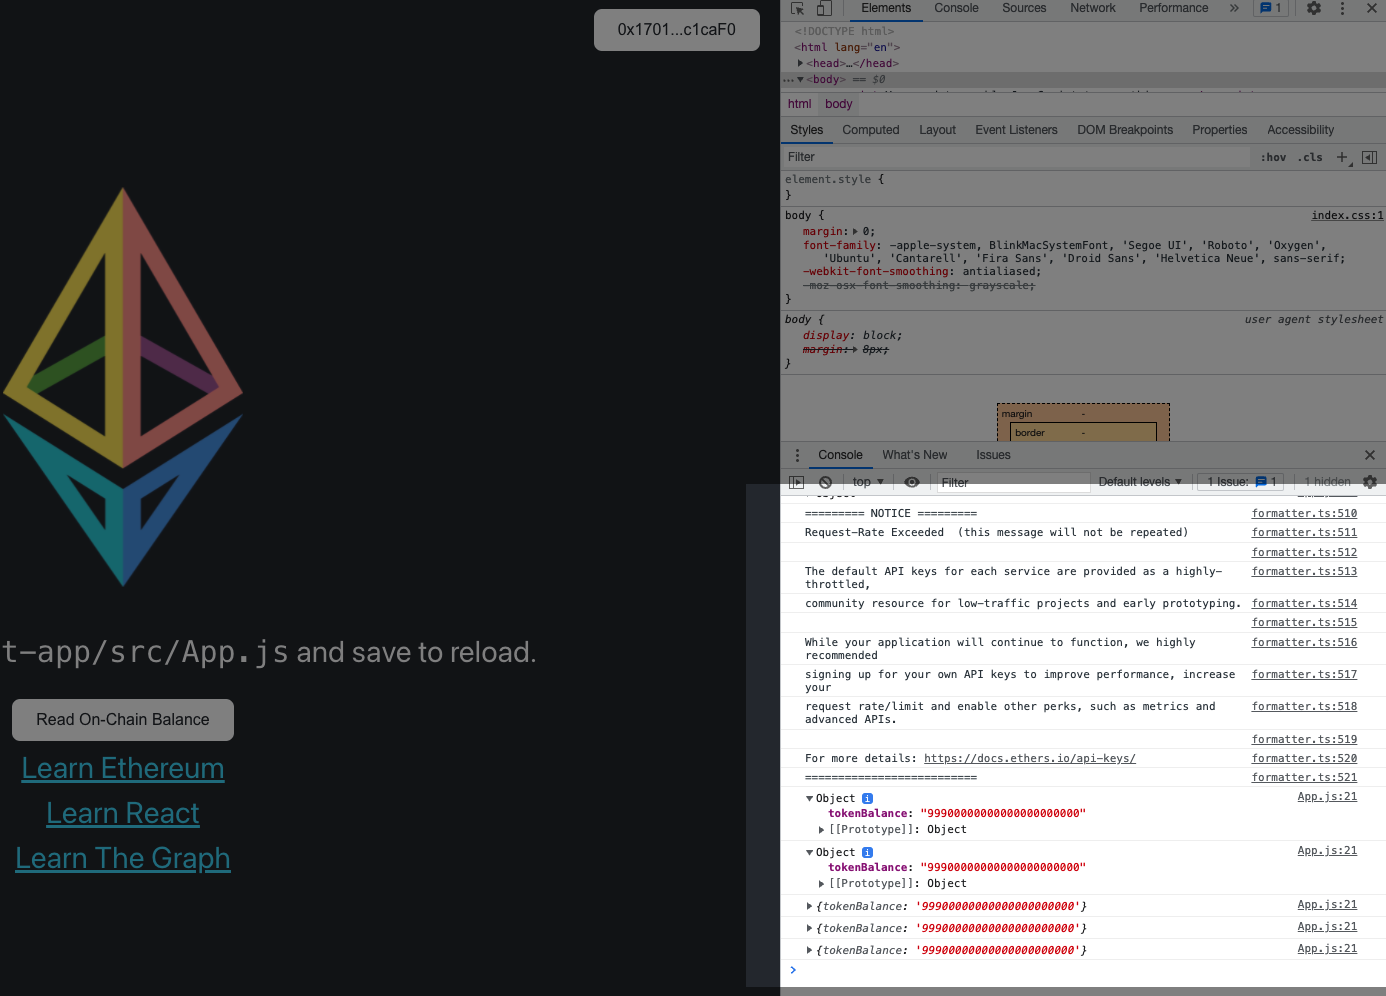 0x1701...c1caF0
t-app/src/App.js and save to reload.
Read On-Chain Balance
Learn Ethereum
Learn React
Learn The Graph
Elements Console Sources Network Performance » 1
<!DOCTYPE html>
<html lang="en">
<head>…</head>
<body> == $0
html body
Styles Computed Layout Event Listeners DOM Breakpoints Properties Accessibility
Filter :hov .cls +
element.style {
}
body { index.css:1
margin: 0;
font-family: -apple-system, BlinkMacSystemFont, 'Segoe UI', 'Roboto', 'Oxygen',
'Ubuntu', 'Cantarell', 'Fira Sans', 'Droid Sans', 'Helvetica Neue', sans-serif;
-webkit-font-smoothing: antialiased;
-moz-osx-font-smoothing: grayscale;
}
body { user agent stylesheet
display: block;
margin: 8px;
}
margin -
border -
Console What's New Issues
top ▼ Filter Default levels ▼ 1 Issue: 1 1 hidden
========= NOTICE ========= formatter.ts:510
Request-Rate Exceeded  (this message will not be repeated) formatter.ts:511
formatter.ts:512
The default API keys for each service are provided as a highly- formatter.ts:513
throttled,
community resource for low-traffic projects and early prototyping. formatter.ts:514
formatter.ts:515
While your application will continue to function, we highly formatter.ts:516
recommended
signing up for your own API keys to improve performance, increase formatter.ts:517
your
request rate/limit and enable other perks, such as metrics and formatter.ts:518
advanced APIs.
formatter.ts:519
For more details: https://docs.ethers.io/api-keys/ formatter.ts:520
========================== formatter.ts:521
Object i App.js:21
tokenBalance: "99900000000000000000000"
[[Prototype]]: Object
Object i App.js:21
tokenBalance: "99900000000000000000000"
[[Prototype]]: Object
{tokenBalance: '99900000000000000000000'} App.js:21
{tokenBalance: '99900000000000000000000'} App.js:21
{tokenBalance: '99900000000000000000000'} App.js:21